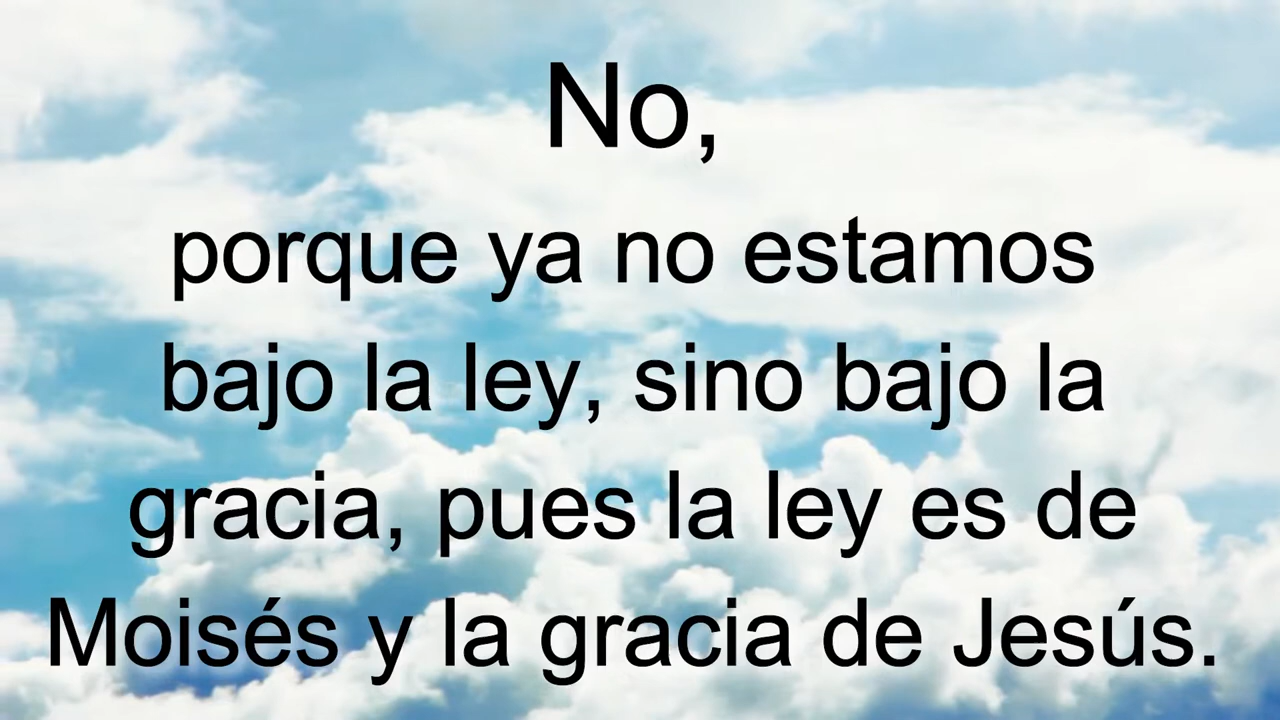 No,
porque ya no estamos
bajo la ley, sino bajo la
gracia, pues la ley es de
Moisés y la gracia de Jesús.